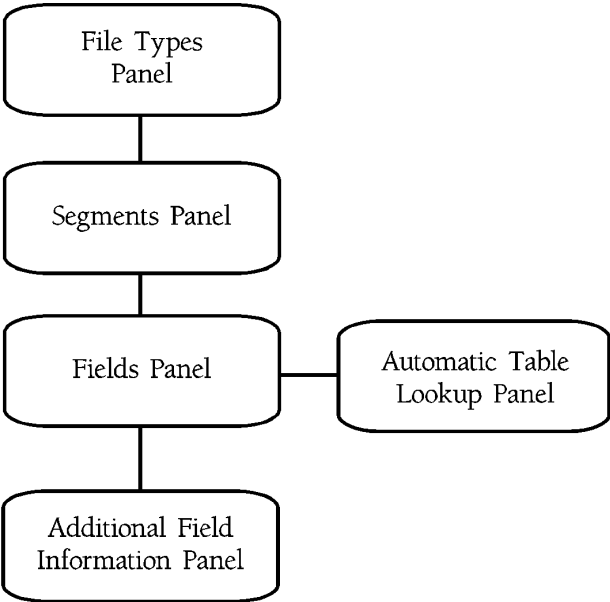 File Types
Panel
Segments Panel
Fields Panel
Automatic Table
Lookup Panel
Additional Field
Information Panel